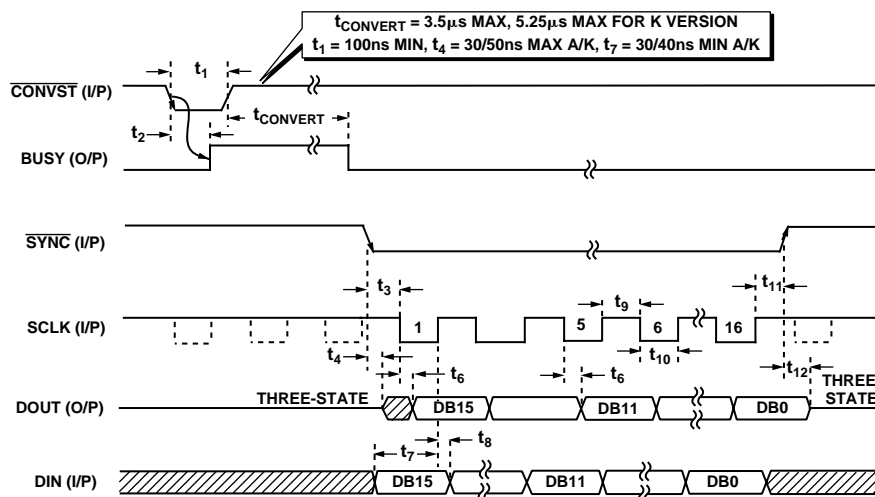 tCONVERT = 3.5µs MAX, 5.25µs MAX FOR K VERSION
t1 = 100ns MIN, t4 = 30/50ns MAX A/K, t7 = 30/40ns MIN A/K
t1
CONVST (I/P)
t2
tCONVERT
BUSY (O/P)
SYNC (I/P)
t3
t9
t11
SCLK (I/P)
1
5
6
16
t4
t6
t6
t10
t12
THREE-STATE
THREE
STATE
DOUT (O/P)
DB15
DB11
DB0
t7
t8
DIN (I/P)
DB15
DB11
DB0